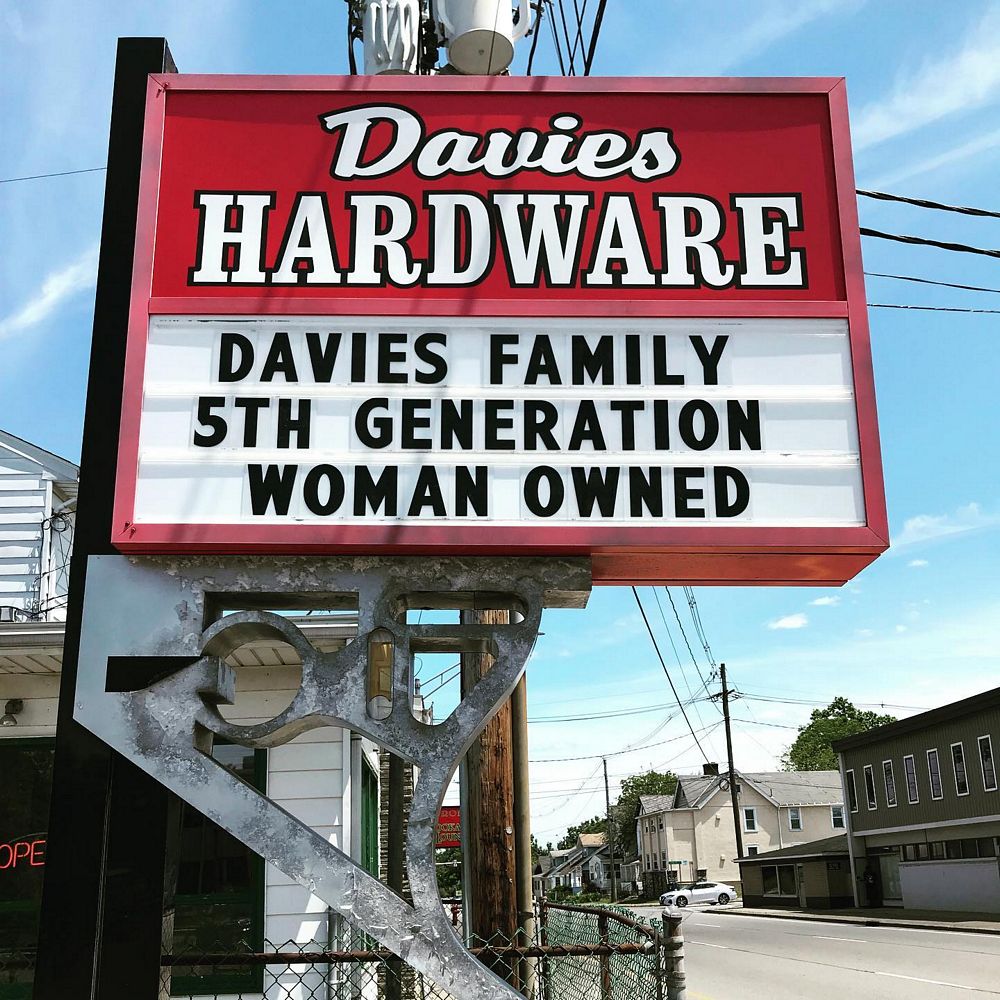 Davies
HARDWARE
DAVIES FAMILY
5TH GENERATION
WOMAN OWNED
OPE